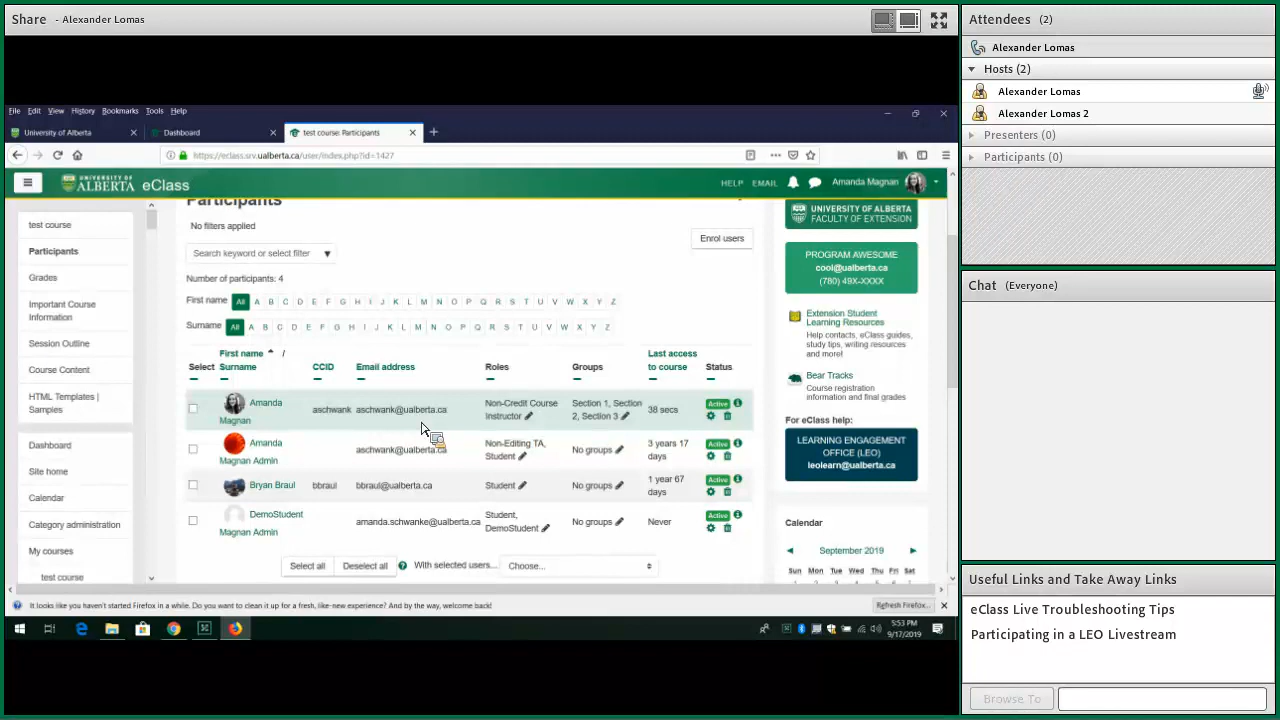 Share - Alexander Lomas
File Edit View History Bookmarks Tools Help
University of Alberta
Dashboard
test course: Participants
https://eclass.srv.ualberta.ca/user/index.php?id=1427
UNIVERSITY OF ALBERTA eClass
HELP EMAIL Amanda Magnan
test course
Participants
Grades
Important Course
Information
Session Outline
Course Content
HTML Templates |
Samples
Dashboard
Site home
Calendar
Category administration
My courses
test course
Participants
No filters applied
Enrol users
Search keyword or select filter
Number of participants: 4
First name All A B C D E F G H I J K L M N O P Q R S T U V W X Y Z
Surname All A B C D E F G H I J K L M N O P Q R S T U V W X Y Z
Select First name / Surname CCID Email address Roles Groups Last access to course Status
Amanda Magnan aschwank aschwank@ualberta.ca Non-Credit Course Instructor Section 1, Section 2, Section 3 38 secs Active
Amanda Magnan Admin aschwank@ualberta.ca Non-Editing TA, Student No groups 3 years 17 days Active
Bryan Braul bbraul bbraul@ualberta.ca Student No groups 1 year 67 days Active
DemoStudent Magnan Admin amanda.schwanke@ualberta.ca Student, DemoStudent No groups Never Active
Select all Deselect all With selected users... Choose...
UNIVERSITY OF ALBERTA
FACULTY OF EXTENSION
PROGRAM AWESOME
cool@ualberta.ca
(780) 49X-XXXX
Extension Student
Learning Resources
Help contacts, eClass guides,
study tips, writing resources
and more!
Bear Tracks
Course registration
information and final grades
For eClass help:
LEARNING ENGAGEMENT
OFFICE (LEO)
leolearn@ualberta.ca
Calendar
September 2019
Sun Mon Tue Wed Thu Fri Sat
It looks like you haven't started Firefox in a while. Do you want to clean it up for a fresh, like-new experience? And by the way, welcome back!
Refresh Firefox...
5:53 PM
9/17/2019
Attendees (2)
Alexander Lomas
Hosts (2)
Alexander Lomas
Alexander Lomas 2
Presenters (0)
Participants (0)
Chat (Everyone)
Useful Links and Take Away Links
eClass Live Troubleshooting Tips
Participating in a LEO Livestream
Browse To